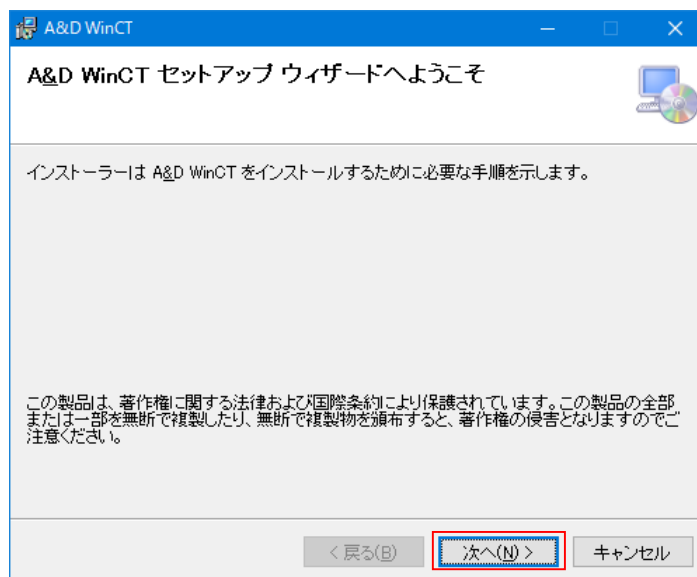 A&D WinCT
A&D WinCT セットアップ ウィザードへようこそ
インストーラーは A&D WinCT をインストールするために必要な手順を示します。
この製品は、著作権に関する法律および国際条約により保護されています。この製品の全部
または一部を無断で複製したり、無断で複製物を頒布すると、著作権の侵害となりますのでご
注意ください。
< 戻る(B) 次へ(N) > キャンセル